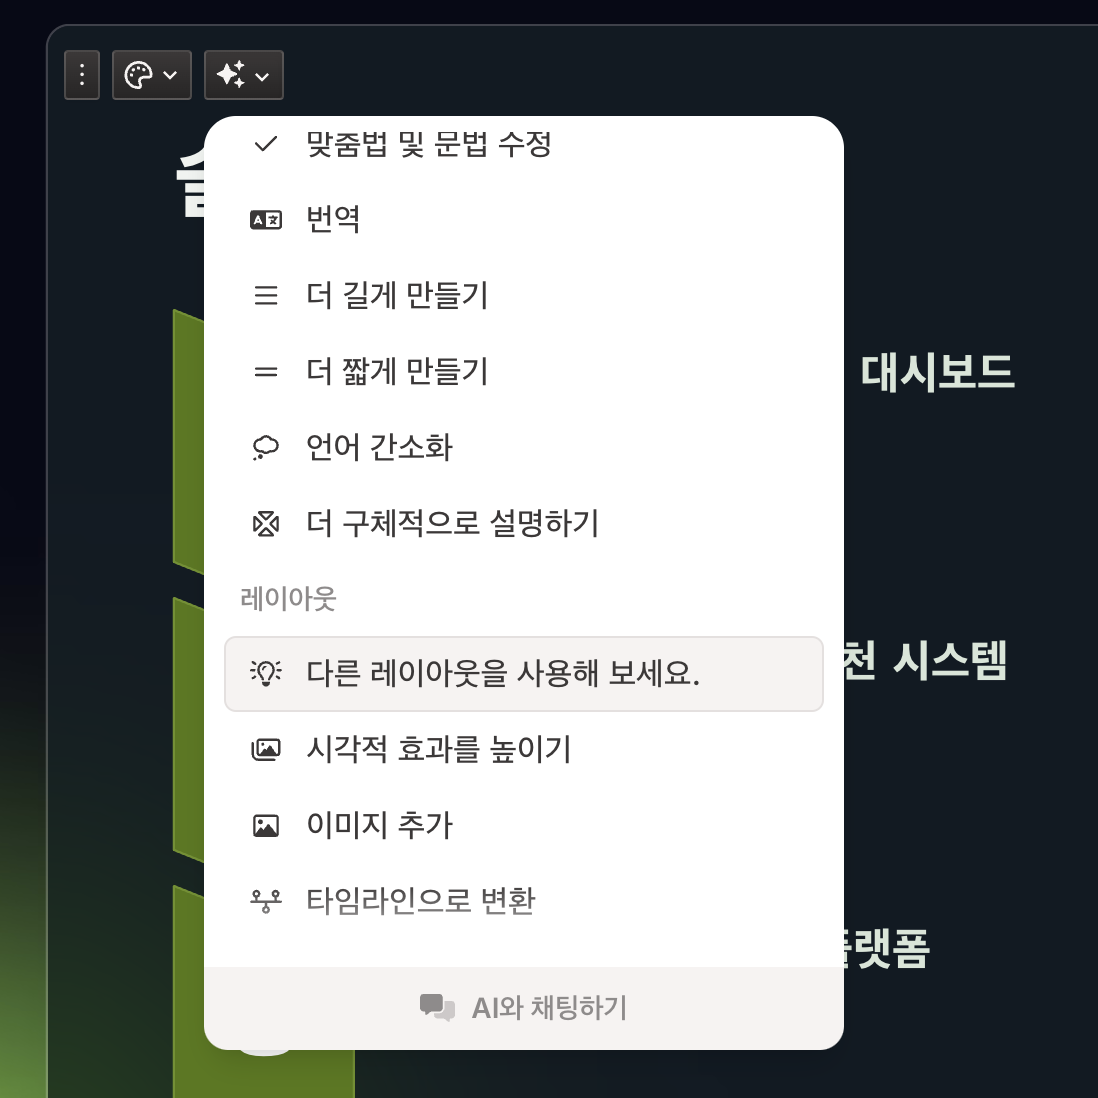 맞춤법 및 문법 수정
번역
더 길게 만들기
더 짧게 만들기
언어 간소화
더 구체적으로 설명하기
레이아웃
다른 레이아웃을 사용해 보세요.
시각적 효과를 높이기
이미지 추가
타임라인으로 변환
AI와 채팅하기
대시보드
천 시스템
랫폼